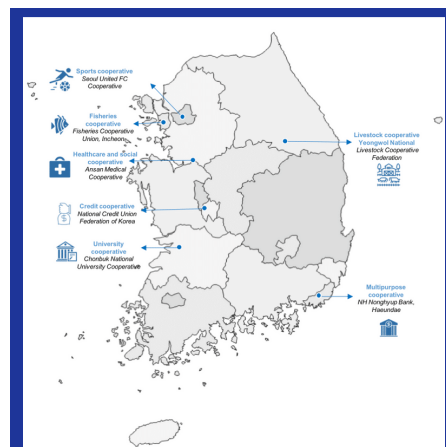 Sports cooperative
Seoul United FC
Cooperative
Fisheries
cooperative
Fisheries Cooperative
Union, Incheon
Healthcare and social
cooperative
Ansan Medical
Cooperative
Credit cooperative
National Credit Union
Federation of Korea
University
cooperative
Chonbuk National
University Cooperative
Livestock cooperative
Yeongwol National
Livestock Cooperative
Federation
Multipurpose
cooperative
NH Nonghyup Bank,
Haeundae